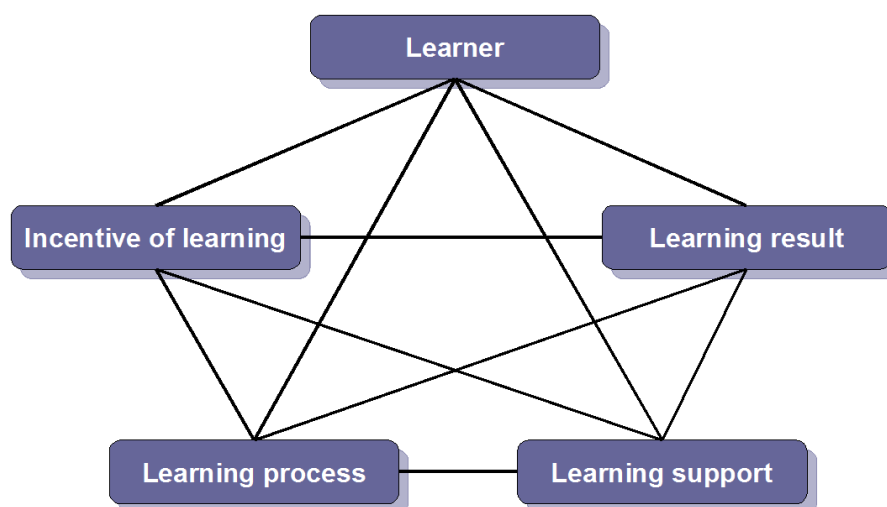 Learner
Incentive of learning
Learning result
Learning process
Learning support